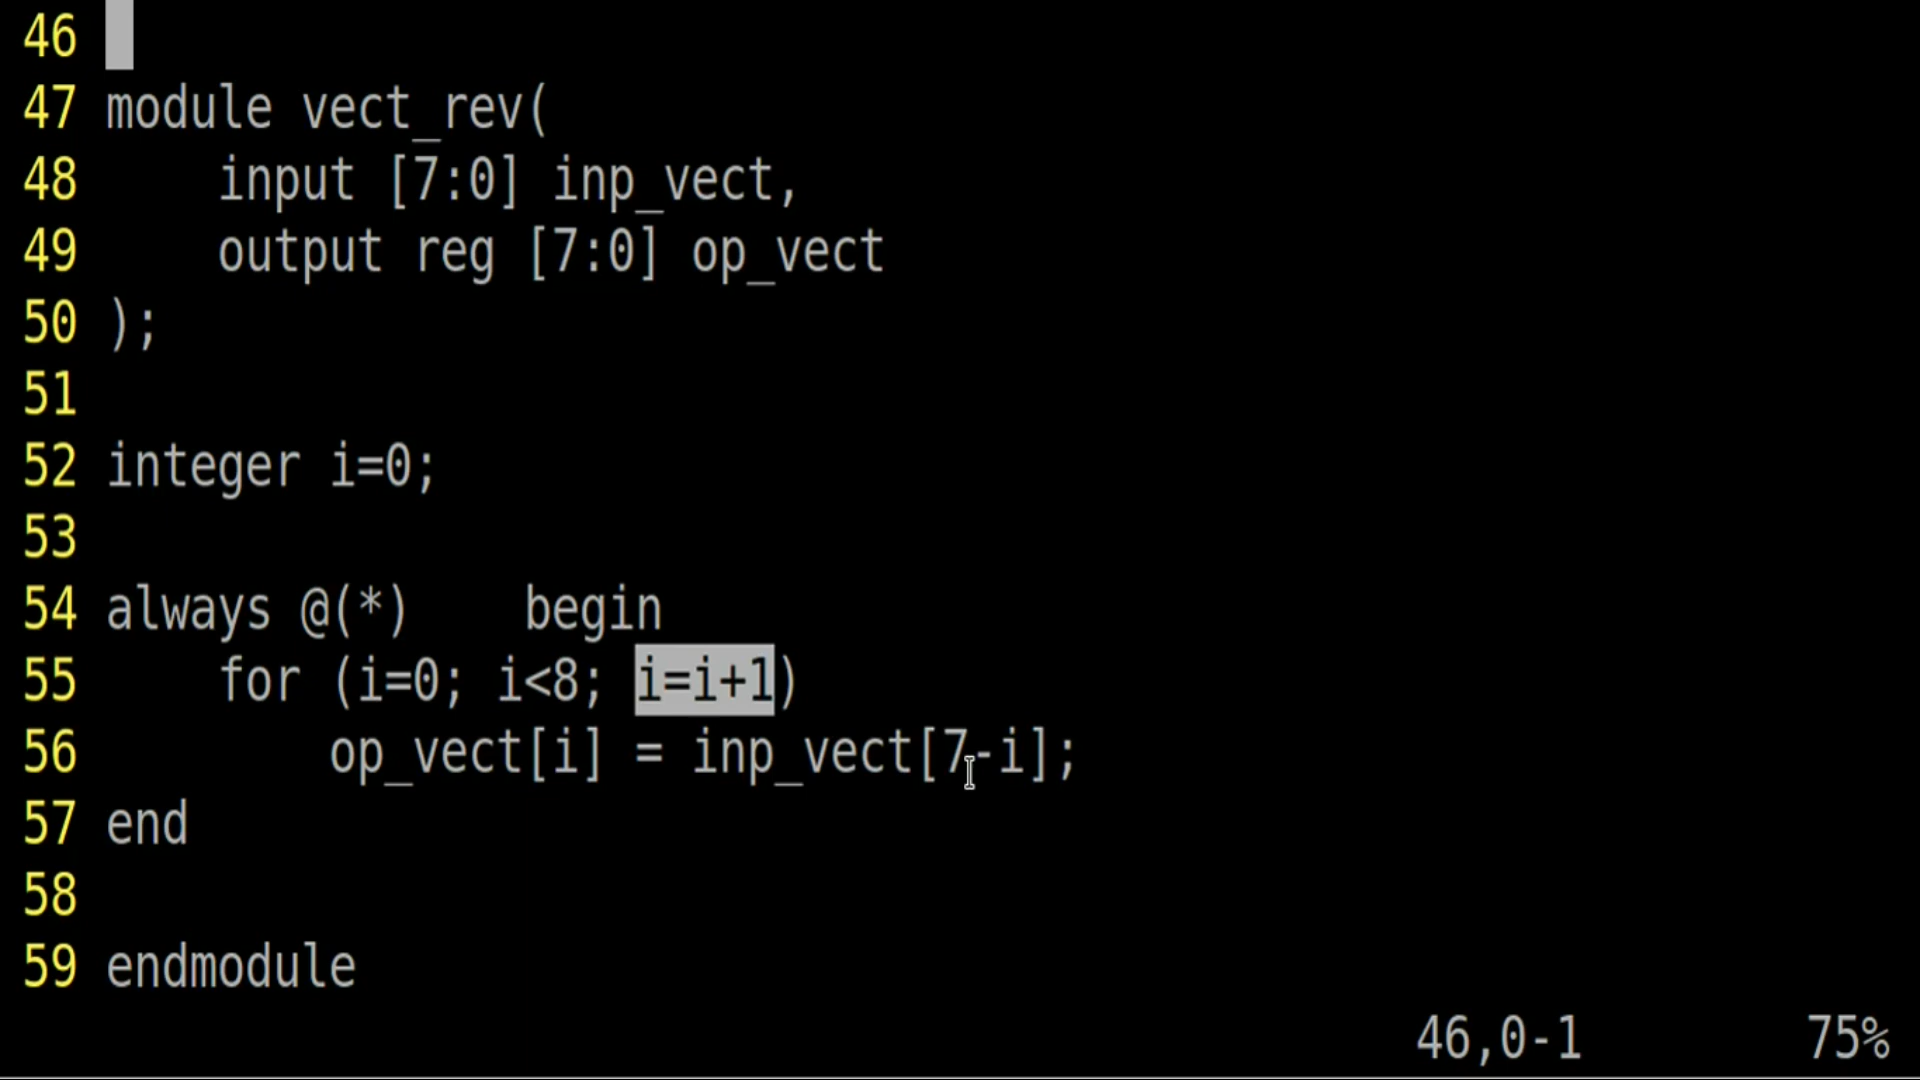 46
47 module vect_rev(
48     input [7:0] inp_vect,
49     output reg [7:0] op_vect
50 );
51
52 integer i=0;
53
54 always @(*)    begin
55     for (i=0; i<8; i=i+1)
56         op_vect[i] = inp_vect[7-i];
57 end
58
59 endmodule
46,0-1 75%